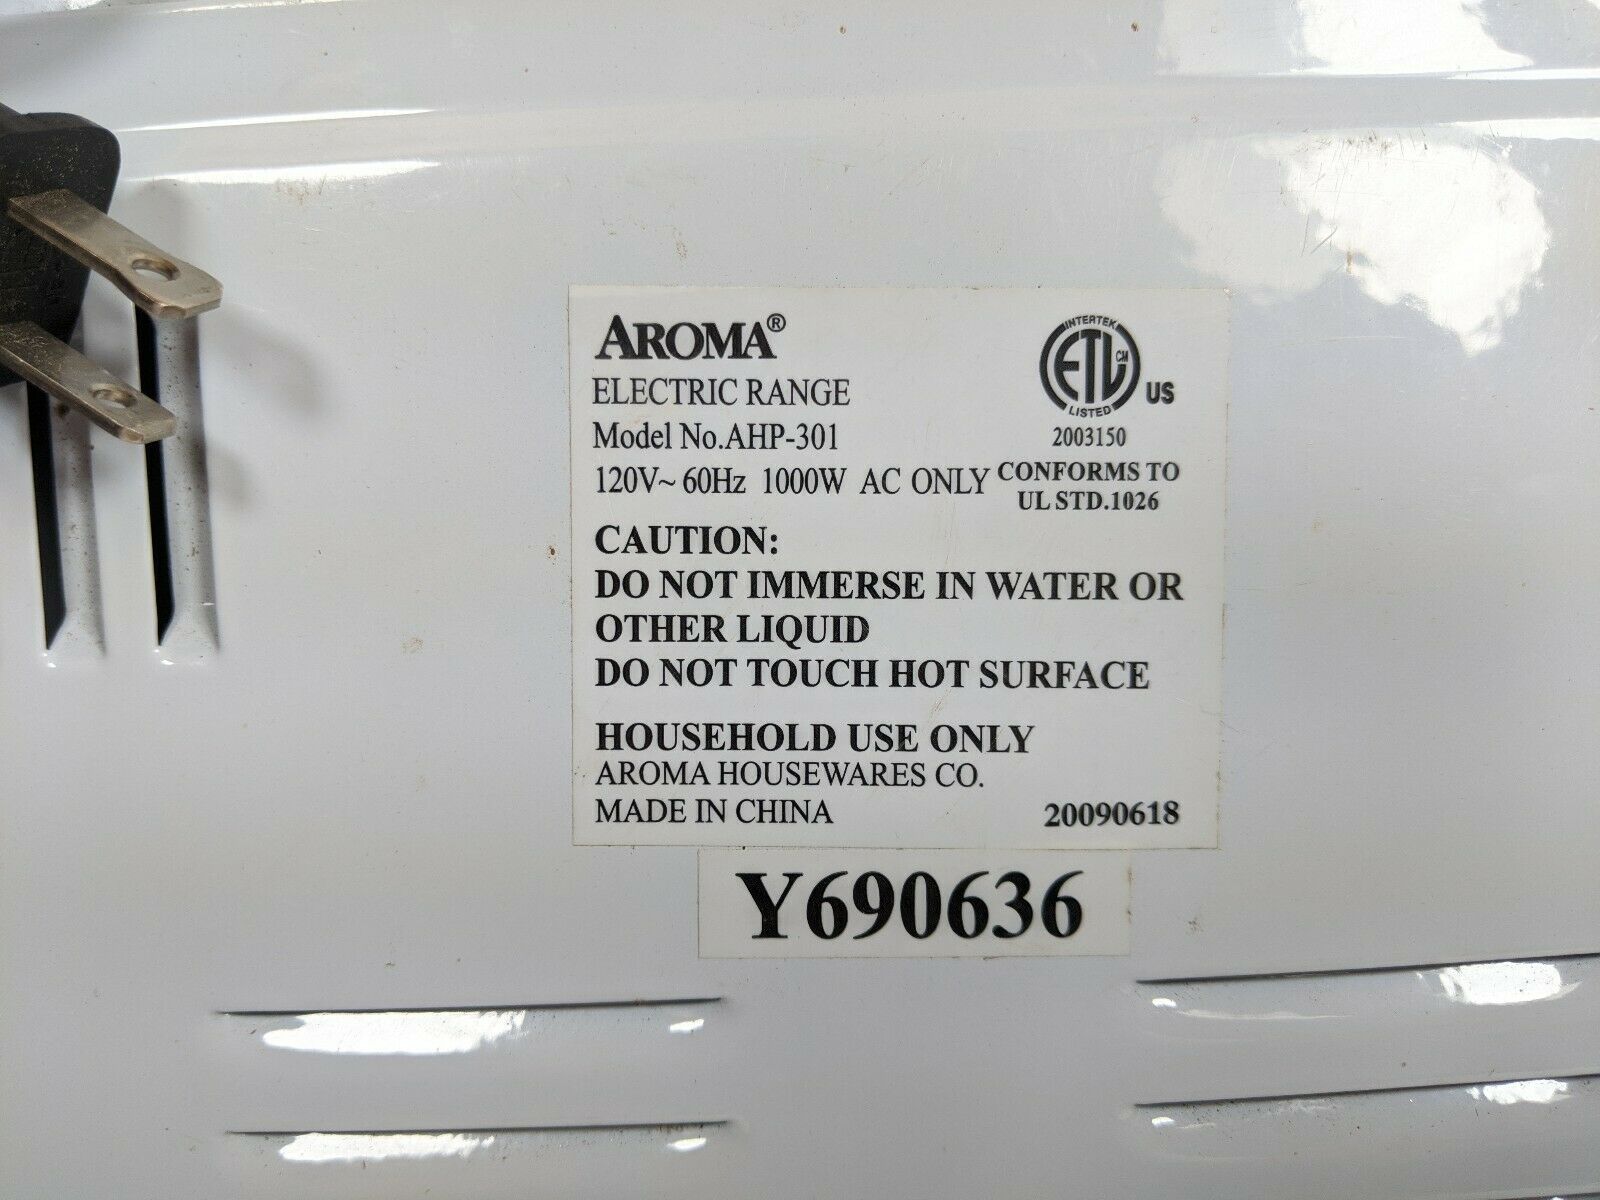 AROMA®
ELECTRIC RANGE
Model No.AHP-301
120V~ 60Hz 1000W AC ONLY
INTERTEK
ETL CM
LISTED
US
2003150
CONFORMS TO
UL STD.1026
CAUTION:
DO NOT IMMERSE IN WATER OR
OTHER LIQUID
DO NOT TOUCH HOT SURFACE
HOUSEHOLD USE ONLY
AROMA HOUSEWARES CO.
MADE IN CHINA 20090618
Y690636